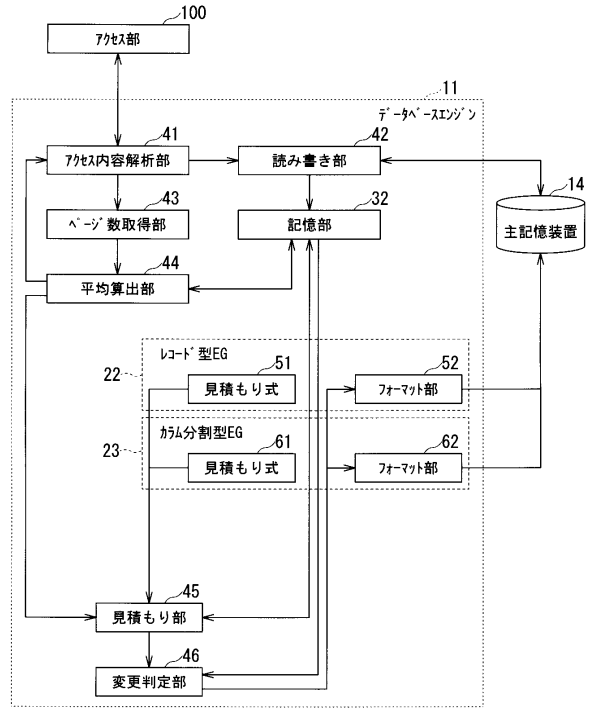 100
アクセス部
11
データベースエンジン
41
アクセス内容解析部
42
読み書き部
14
主記憶装置
43
ページ数取得部
32
記憶部
44
平均算出部
22
レコード型EG
51
見積もり式
52
フォーマット部
23
カラム分割型EG
61
見積もり式
62
フォーマット部
45
見積もり部
46
変更判定部